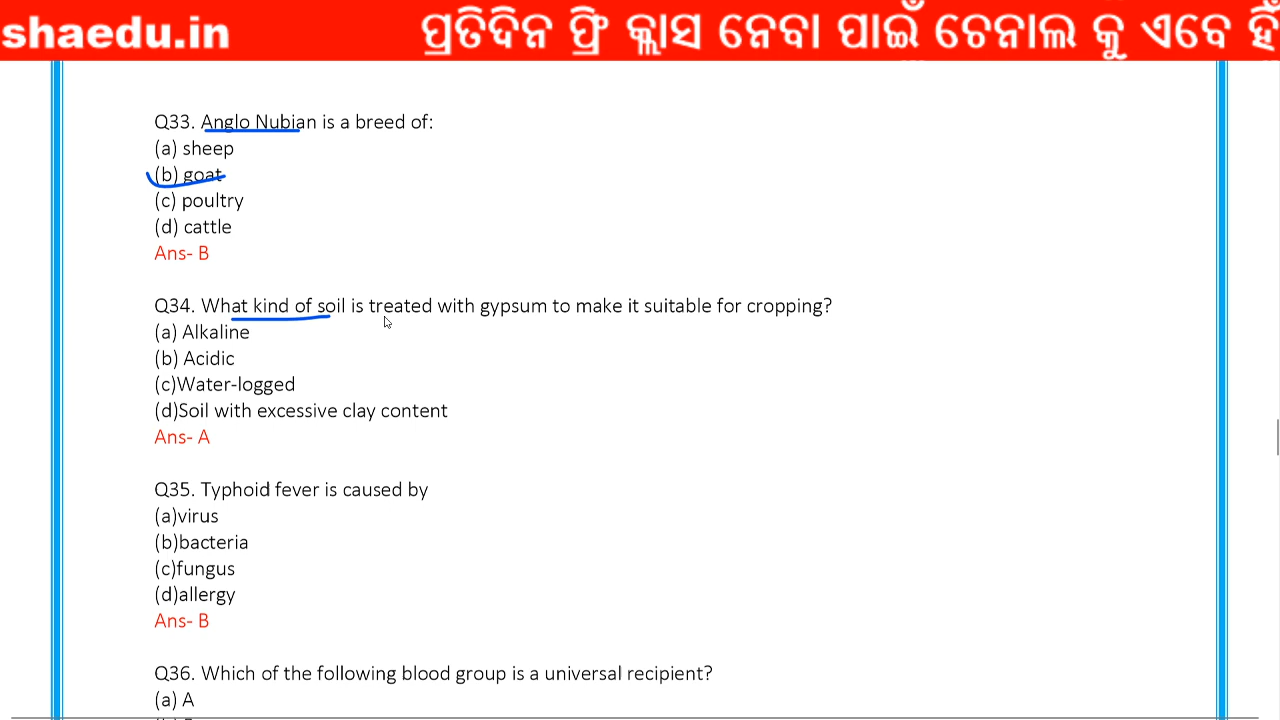 shaedu.in ପ୍ରତିଦିନ ଫ୍ରି କ୍ଲାସ ନେବା ପାଇଁ ଚେନାଲ କୁ ଏବେ ହିଁ
Q33. Anglo Nubian is a breed of:
(a) sheep
(b) goat
(c) poultry
(d) cattle
Ans- B
Q34. What kind of soil is treated with gypsum to make it suitable for cropping?
(a) Alkaline
(b) Acidic
(c)Water-logged
(d)Soil with excessive clay content
Ans- A
Q35. Typhoid fever is caused by
(a)virus
(b)bacteria
(c)fungus
(d)allergy
Ans- B
Q36. Which of the following blood group is a universal recipient?
(a) A